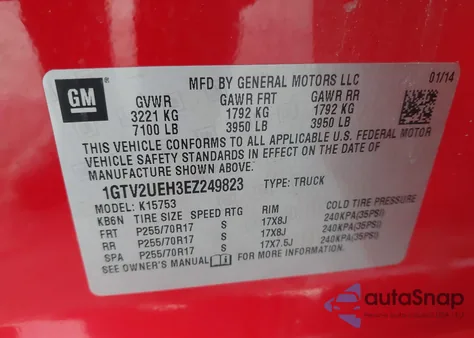 GM
MFD BY GENERAL MOTORS LLC 01/14
GVWR GAWR FRT GAWR RR
3221 KG 1792 KG 1792 KG
7100 LB 3950 LB 3950 LB
THIS VEHICLE CONFORMS TO ALL APPLICABLE U.S. FEDERAL MOTOR
VEHICLE SAFETY STANDARDS IN EFFECT ON THE DATE OF
MANUFACTURE SHOWN ABOVE.
1GTV2UEH3EZ249823 TYPE: TRUCK
MODEL: K15753
KB6N TIRE SIZE SPEED RTG RIM COLD TIRE PRESSURE
FRT P255/70R17 S 17X8J 240KPA(35PSI)
RR P255/70R17 S 17X8J 240KPA(35PSI)
SPA P255/70R17 S 17X7.5J 240KPA(35PSI)
SEE OWNER'S MANUAL FOR MORE INFORMATION.
autoSnap